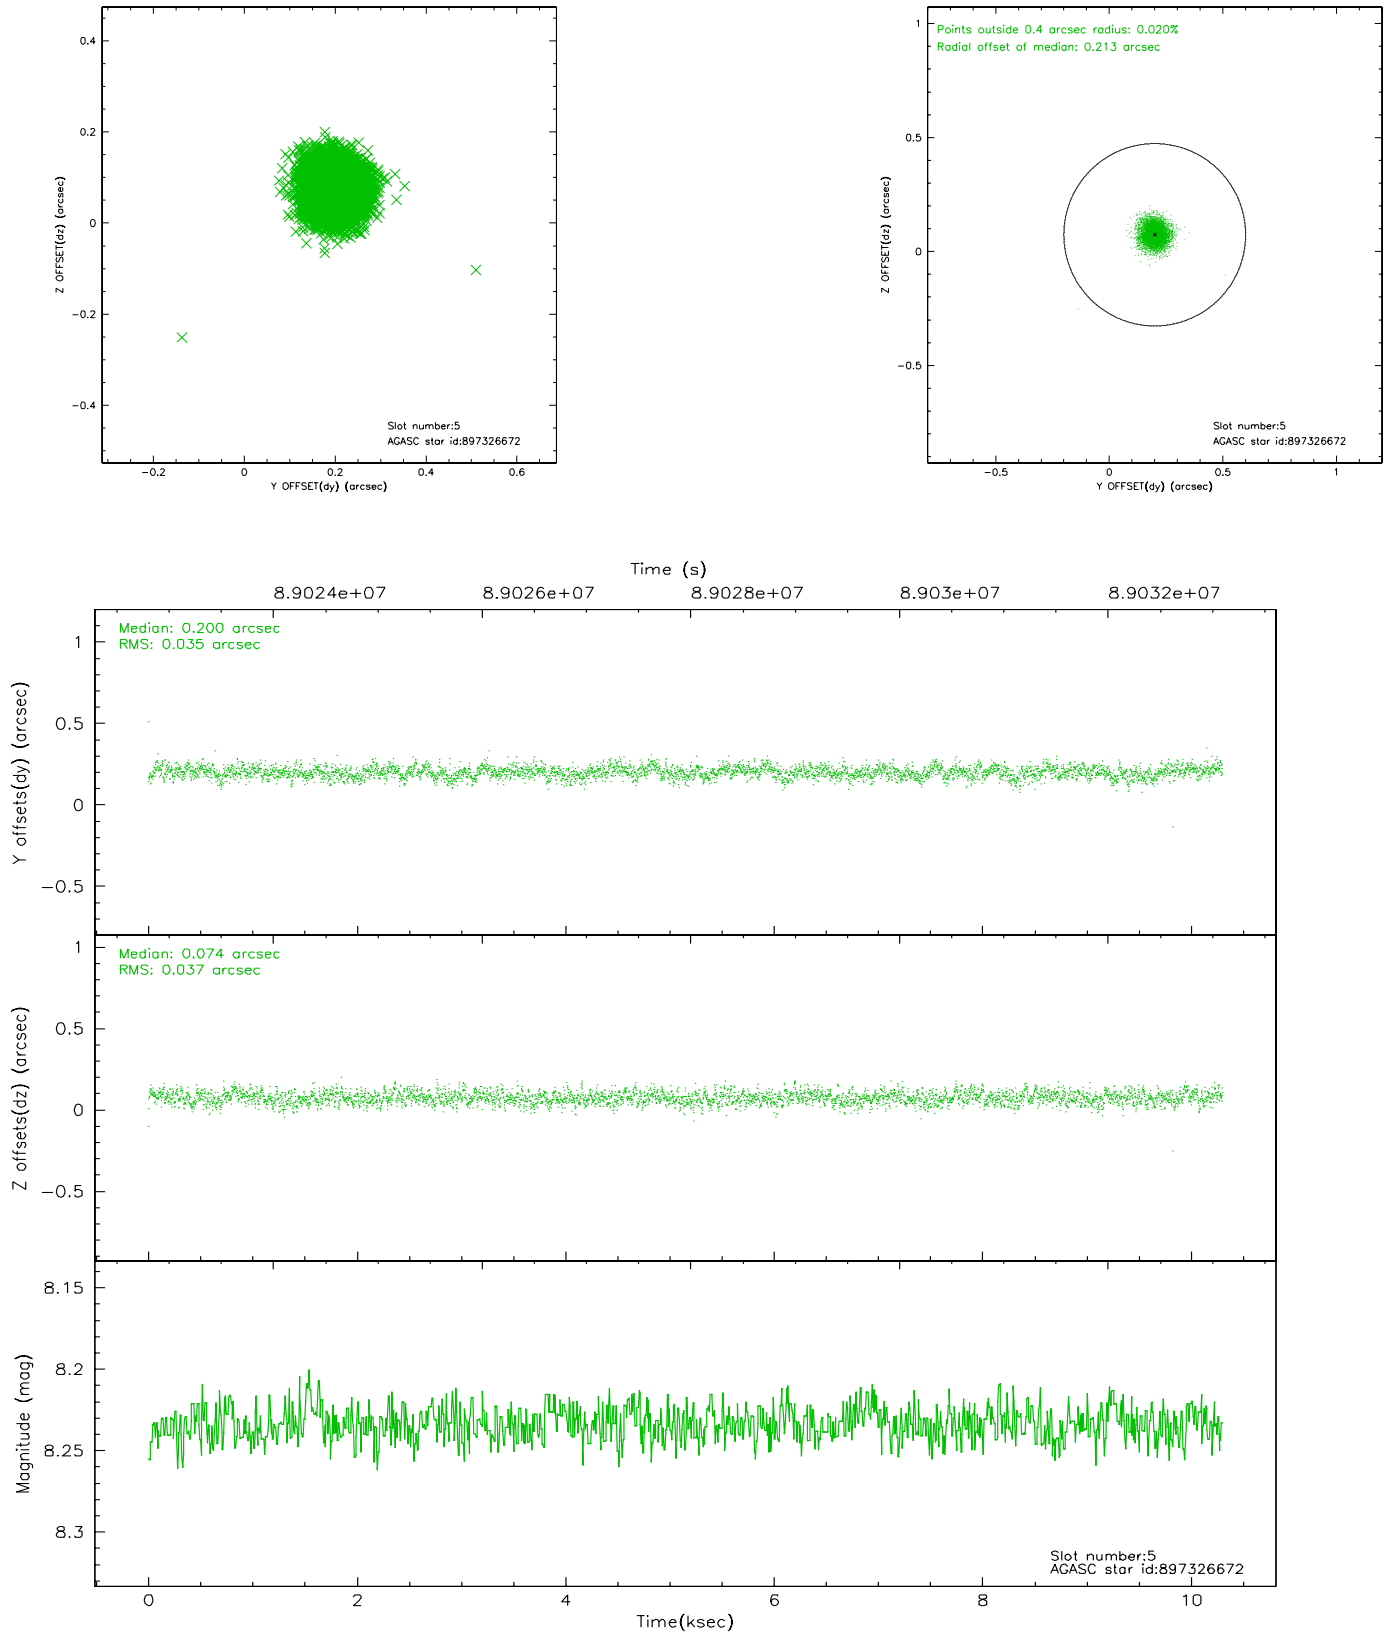 0.4
0.2
0
−0.2
−0.4
Z OFFSET(dz) (arcsec)
Slot number:5
AGASC star id:897326672
−0.2
0
0.2
0.4
0.6
Y OFFSET(dy) (arcsec)
Points outside 0.4 arcsec radius: 0.020%
Radial offset of median: 0.213 arcsec
1
0.5
0
−0.5
Z OFFSET(dz) (arcsec)
Slot number:5
AGASC star id:897326672
−0.5
0
0.5
1
Y OFFSET(dy) (arcsec)
Time (s)
8.9024e+07
8.9026e+07
8.9028e+07
8.903e+07
8.9032e+07
Median: 0.200 arcsec
RMS: 0.035 arcsec
1
0.5
0
−0.5
Y offsets(dy) (arcsec)
Median: 0.074 arcsec
RMS: 0.037 arcsec
1
0.5
0
−0.5
Z offsets(dz) (arcsec)
8.15
8.2
8.25
8.3
Magnitude (mag)
Slot number:5
AGASC star id:897326672
0
2
4
6
8
10
Time(ksec)